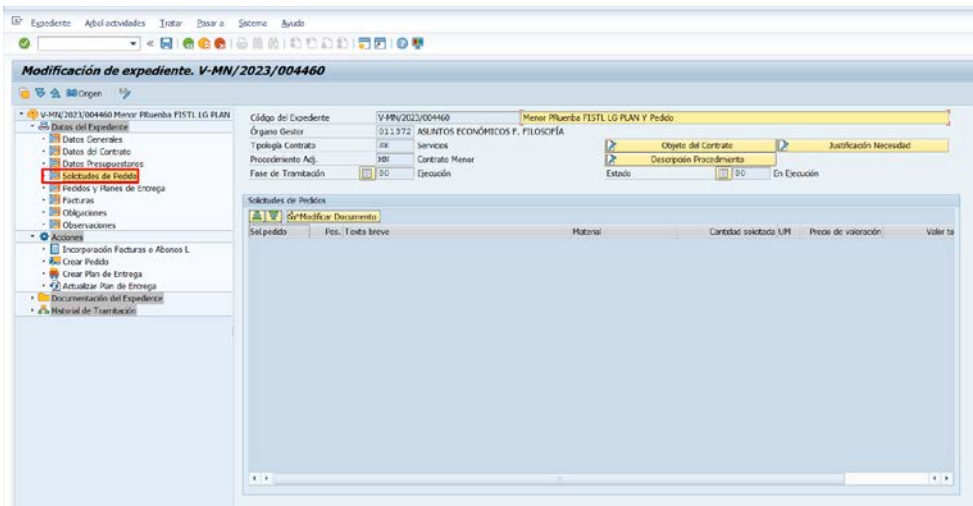 Expediente Arbol actividades Tratar Pasar a Sistema Ayuda
Modificación de expediente. V-MN/2023/004460
Origen
V-MN/2023/004460 Menor PRuenba FISTL LG PLAN
Datos del Expediente
Datos Generales
Datos del Contrato
Datos Presupuestarios
Solicitudes de Pedido
Pedidos y Planes de Entrega
Facturas
Obligaciones
Observaciones
Acciones
Incorporación Facturas o Abonos L
Crear Pedido
Crear Plan de Entrega
Actualizar Plan de Entrega
Documentación del Expediente
Historial de Tramitación
Código del Expediente V-MN/2023/004460 Menor PRuenba FISTL LG PLAN Y Pedido
Órgano Gestor 011372 ASUNTOS ECONÓMICOS F. FILOSOFÍA
Tipología Contrato Servicios Objeto del Contrato Justificación Necesidad
Procedimiento Adj. MN Contrato Menor Descripción Procedimiento
Fase de Tramitación 80 Ejecución Estado 80 En Ejecución
Solicitudes de Pedidos
Modificar Documento
Sol.pedido Pos. Texto breve Material Cantidad solicitada UM Precio de valoración Valor to